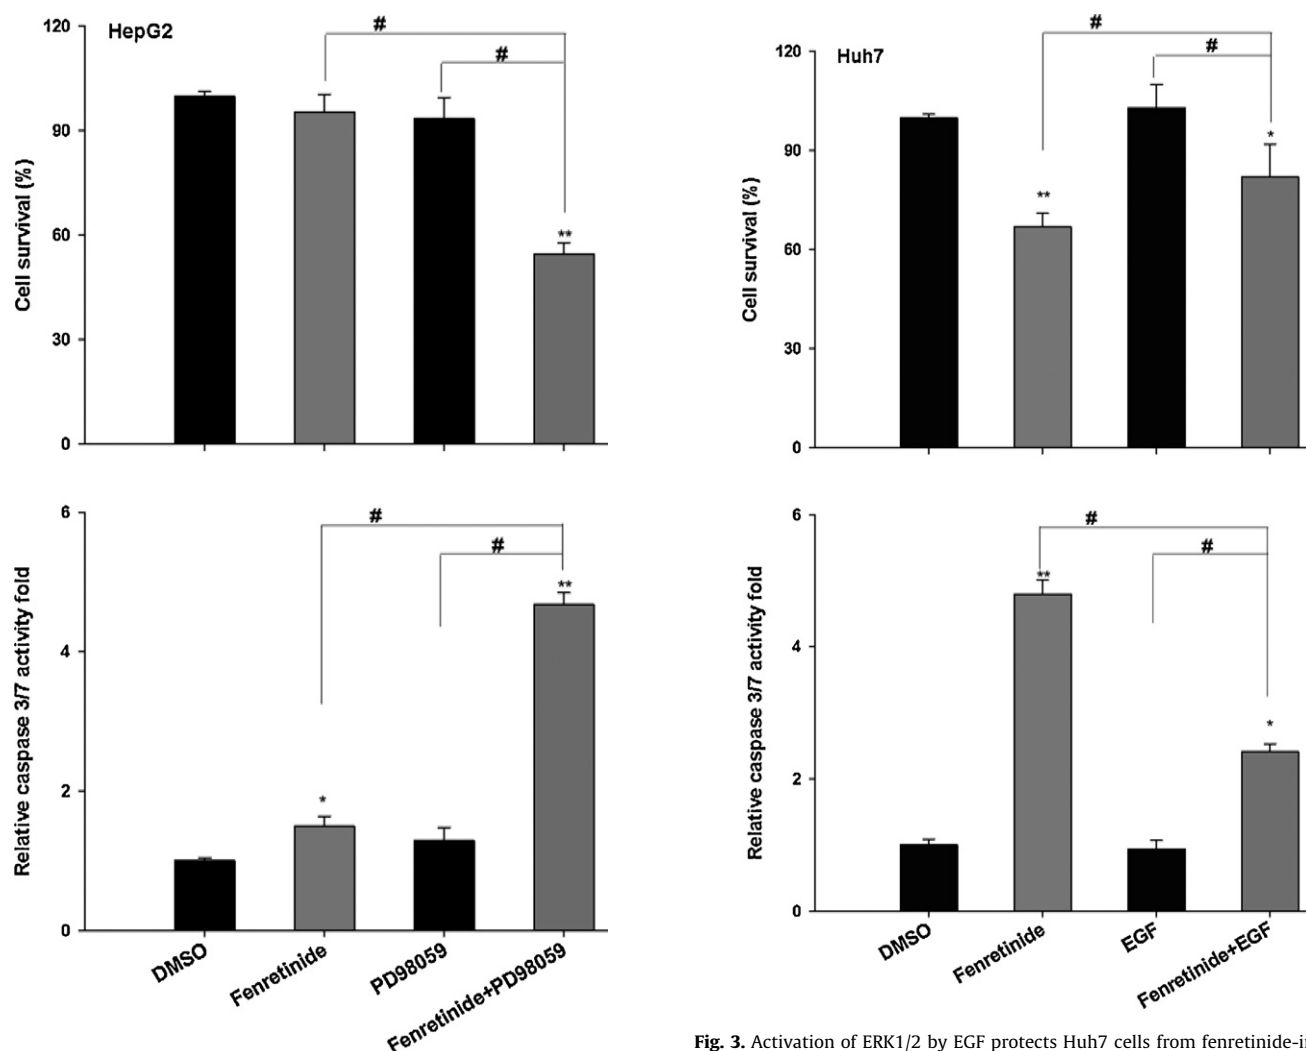 HepG2
120
90
60
30
0
Cell survival (%)
#
#
**
6
4
2
0
Relative caspase 3/7 activity fold
#
#
*
**
DMSO
Fenretinide
PD98059
Fenretinide+PD98059
Huh7
120
90
60
30
0
Cell survival (%)
#
#
**
*
6
4
2
0
Relative caspase 3/7 activity fold
#
#
**
*
DMSO
Fenretinide
EGF
Fenretinide+EGF
Fig. 3. Activation of ERK1/2 by EGF protects Huh7 cells from fenretinide-in